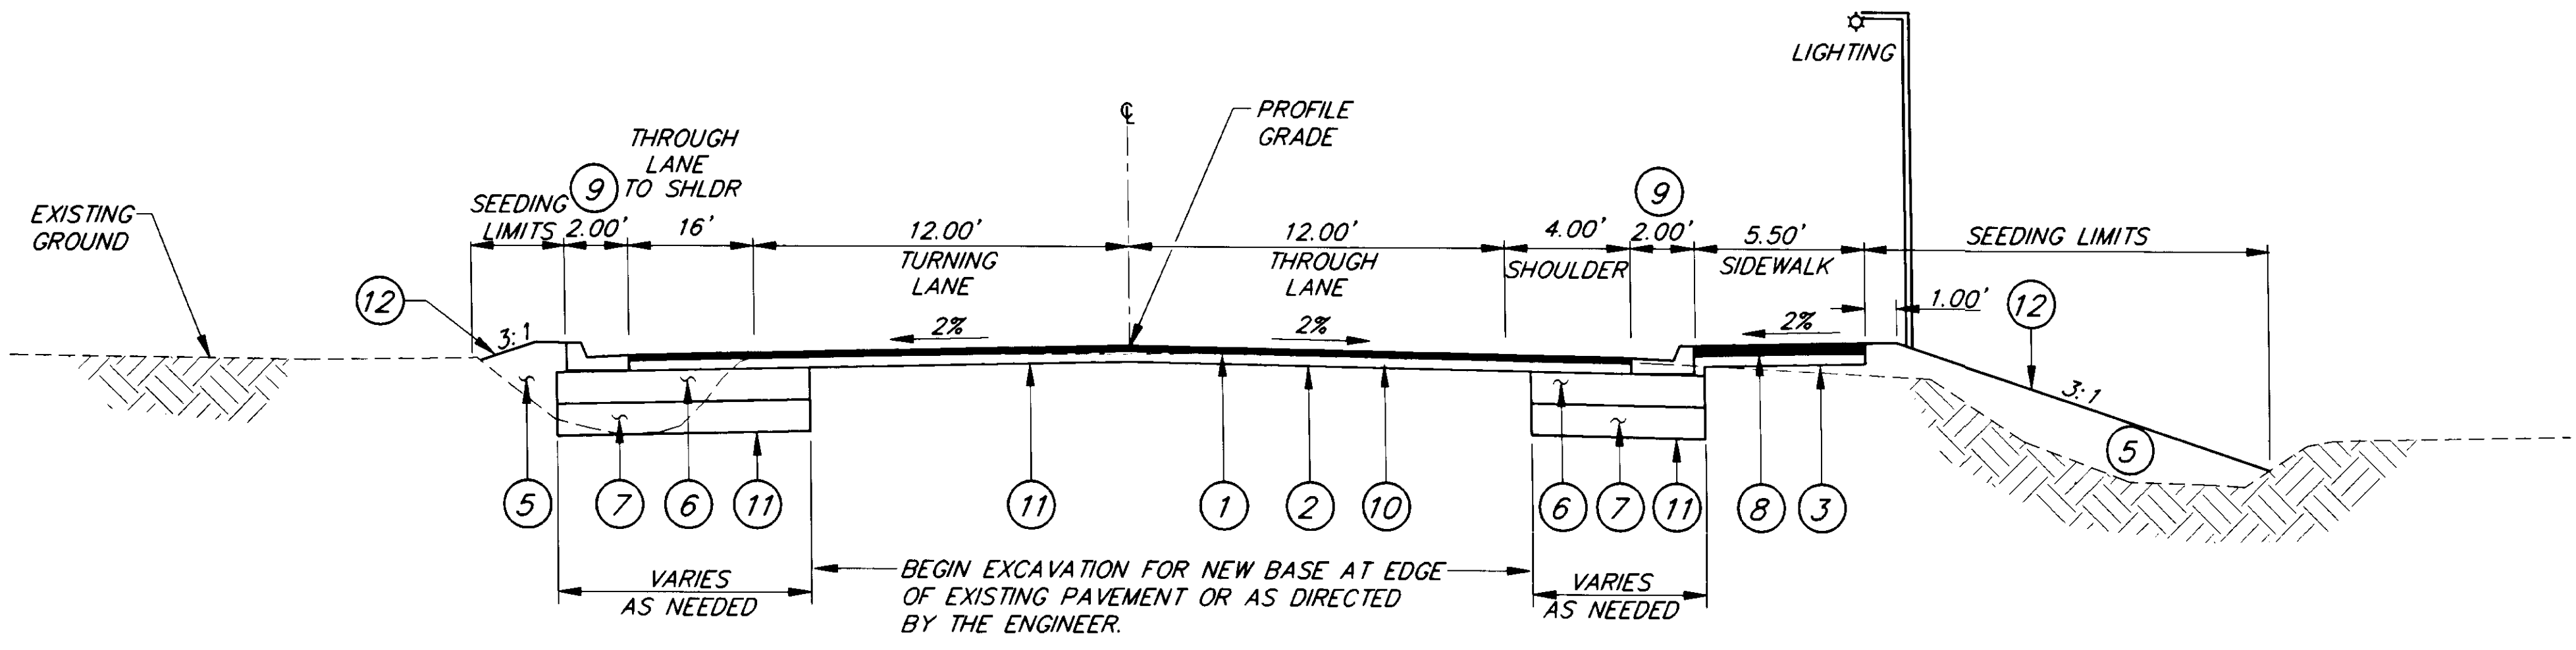 LIGHTING
℄
PROFILE
GRADE
THROUGH
LANE
TO SHLDR
9
9
SEEDING
LIMITS
EXISTING
GROUND
2.00'
16'
12.00'
12.00'
4.00'
2.00'
5.50'
SEEDING LIMITS
TURNING
LANE
THROUGH
LANE
SHOULDER
SIDEWALK
1.00'
12
12
3:1
2%
2%
2%
3:1
5
5
7
6
11
11
1
2
10
6
7
11
8
3
VARIES
AS NEEDED
BEGIN EXCAVATION FOR NEW BASE AT EDGE
OF EXISTING PAVEMENT OR AS DIRECTED
BY THE ENGINEER.
VARIES
AS NEEDED